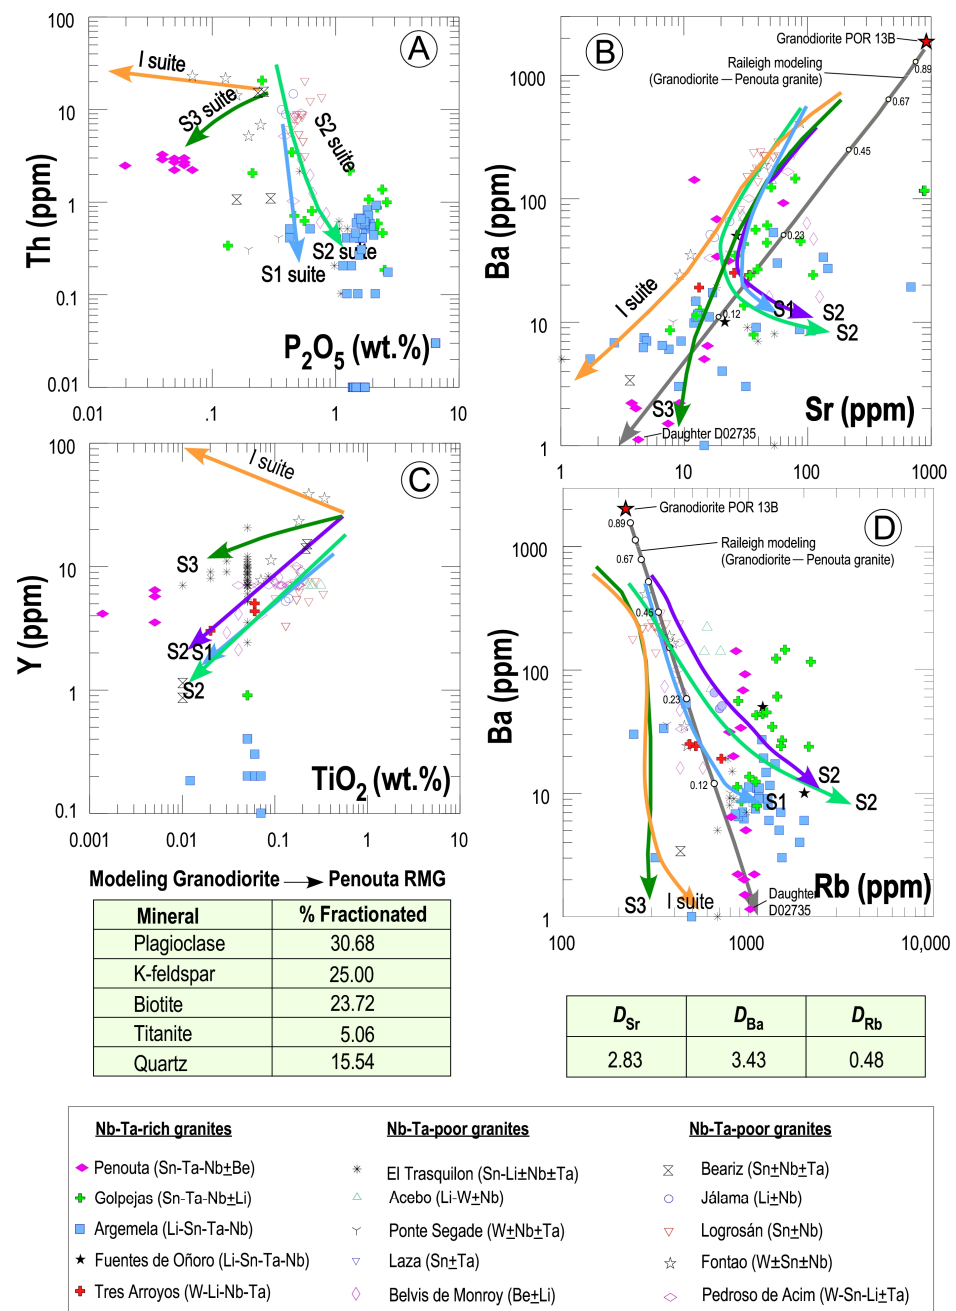 A
Th (ppm)
100
10
1.0
0.1
0.01
I suite
S3 suite
S2 suite
S2 suite
S1 suite
P2O5 (wt.%)
0.01
0.1
1
10
B
Ba (ppm)
1000
100
10
1
Granodiorite POR 13B
Raileigh modeling
(Granodiorite — Penouta granite)
0.89
0.67
0.45
0.23
0.12
I suite
S1
S2
S2
S3
Daughter D02735
Sr (ppm)
1
10
100
1000
C
Y (ppm)
100
10
1
0.1
I suite
S3
S2
S1
S2
TiO2 (wt.%)
0.001
0.01
0.1
1
10
D
Ba (ppm)
1000
100
10
1
Granodiorite POR 13B
Raileigh modeling
(Granodiorite — Penouta granite)
0.89
0.67
0.45
0.23
0.12
S2
S1
S2
S3
I suite
Daughter
D02735
Rb (ppm)
100
1000
10,000
Modeling Granodiorite → Penouta RMG
Mineral % Fractionated
Plagioclase 30.68
K-feldspar 25.00
Biotite 23.72
Titanite 5.06
Quartz 15.54
DSr DBa DRb
2.83 3.43 0.48
Nb-Ta-rich granites
Penouta (Sn-Ta-Nb±Be)
Golpejas (Sn-Ta-Nb±Li)
Argemela (Li-Sn-Ta-Nb)
Fuentes de Oñoro (Li-Sn-Ta-Nb)
Tres Arroyos (W-Li-Nb-Ta)
Nb-Ta-poor granites
El Trasquilon (Sn-Li±Nb±Ta)
Acebo (Li-W±Nb)
Ponte Segade (W±Nb±Ta)
Laza (Sn±Ta)
Belvis de Monroy (Be±Li)
Nb-Ta-poor granites
Beariz (Sn±Nb±Ta)
Jálama (Li±Nb)
Logrosán (Sn±Nb)
Fontao (W±Sn±Nb)
Pedroso de Acim (W-Sn-Li±Ta)